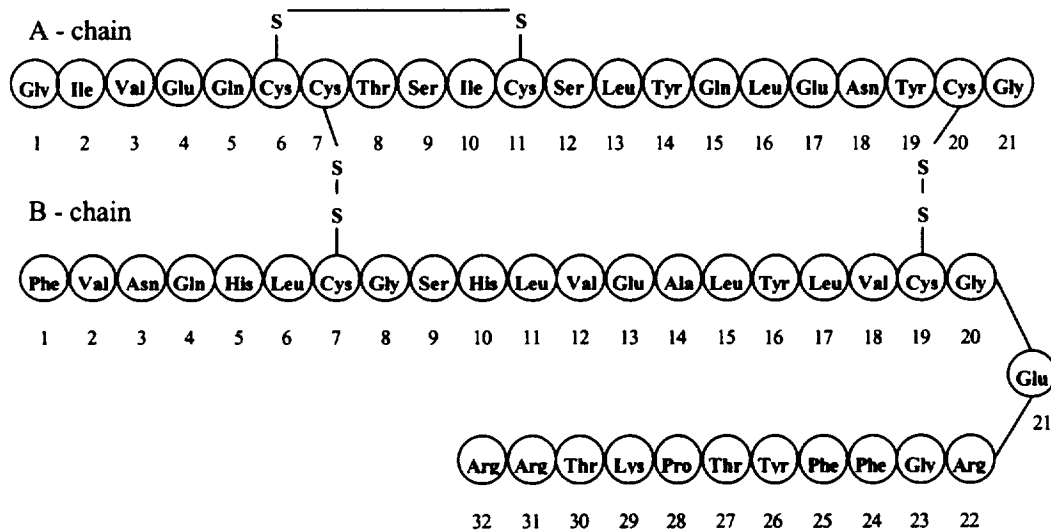 S S
A - chain
Gly Ile Val Glu Gln Cys Cys Thr Ser Ile Cys Ser Leu Tyr Gln Leu Glu Asn Tyr Cys Gly
1 2 3 4 5 6 7 8 9 10 11 12 13 14 15 16 17 18 19 20 21
S S
S S
B - chain
Phe Val Asn Gln His Leu Cys Gly Ser His Leu Val Glu Ala Leu Tyr Leu Val Cys Gly
1 2 3 4 5 6 7 8 9 10 11 12 13 14 15 16 17 18 19 20
Glu
21
Arg Arg Thr Lys Pro Thr Tyr Phe Phe Gly Arg
32 31 30 29 28 27 26 25 24 23 22